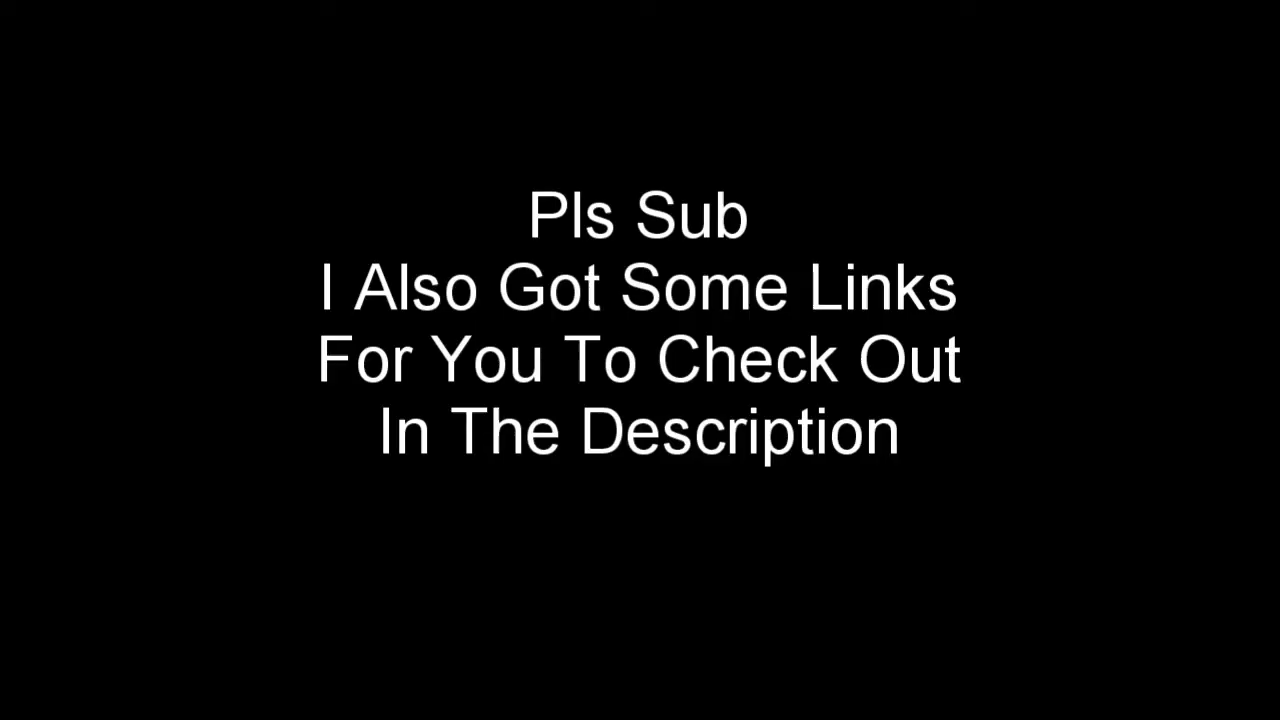 Pls Sub
I Also Got Some Links
For You To Check Out
In The Description